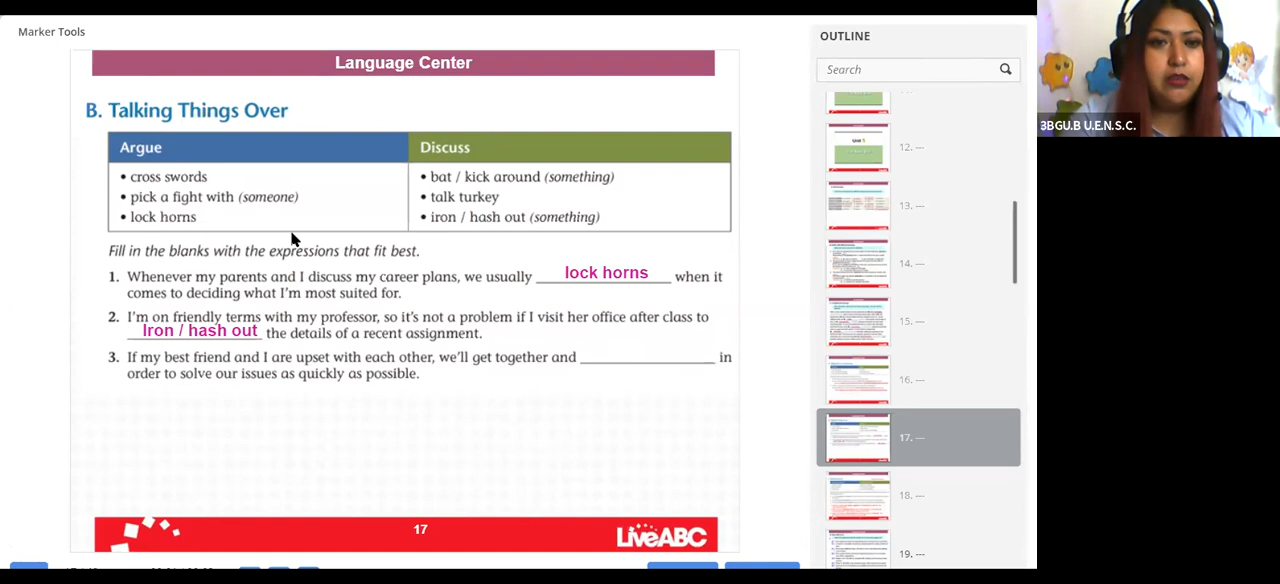 Marker Tools
Language Center
B. Talking Things Over
Argue
Discuss
• cross swords
• pick a fight with (someone)
• lock horns
• bat / kick around (something)
• talk turkey
• iron / hash out (something)
Fill in the blanks with the expressions that fit best.
1. Whenever my parents and I discuss my career plans, we usually lock horns when it
comes to deciding what I'm most suited for.
2. I'm on friendly terms with my professor, so it's not a problem if I visit her office after class to
Iron / hash out the details of a recent assignment.
3. If my best friend and I are upset with each other, we'll get together and ____________ in
order to solve our issues as quickly as possible.
17
LiveABC
OUTLINE
Search
12. —
13. —
14. —
15. —
16. —
17. —
18. —
19. —
3BGU.B U.E.N.S.C.